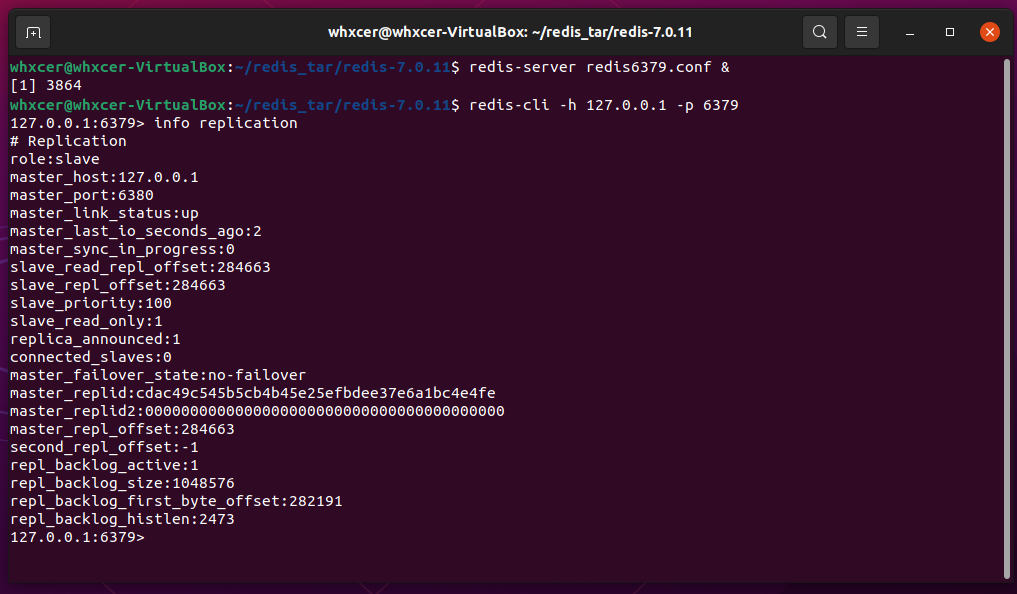 whxcer@whxcer-VirtualBox: ~/redis_tar/redis-7.0.11
whxcer@whxcer-VirtualBox:~/redis_tar/redis-7.0.11$ redis-server redis6379.conf &
[1] 3864
whxcer@whxcer-VirtualBox:~/redis_tar/redis-7.0.11$ redis-cli -h 127.0.0.1 -p 6379
127.0.0.1:6379> info replication
# Replication
role:slave
master_host:127.0.0.1
master_port:6380
master_link_status:up
master_last_io_seconds_ago:2
master_sync_in_progress:0
slave_read_repl_offset:284663
slave_repl_offset:284663
slave_priority:100
slave_read_only:1
replica_announced:1
connected_slaves:0
master_failover_state:no-failover
master_replid:cdac49c545b5cb4b45e25efbdee37e6a1bc4e4fe
master_replid2:0000000000000000000000000000000000000000
master_repl_offset:284663
second_repl_offset:-1
repl_backlog_active:1
repl_backlog_size:1048576
repl_backlog_first_byte_offset:282191
repl_backlog_histlen:2473
127.0.0.1:6379>